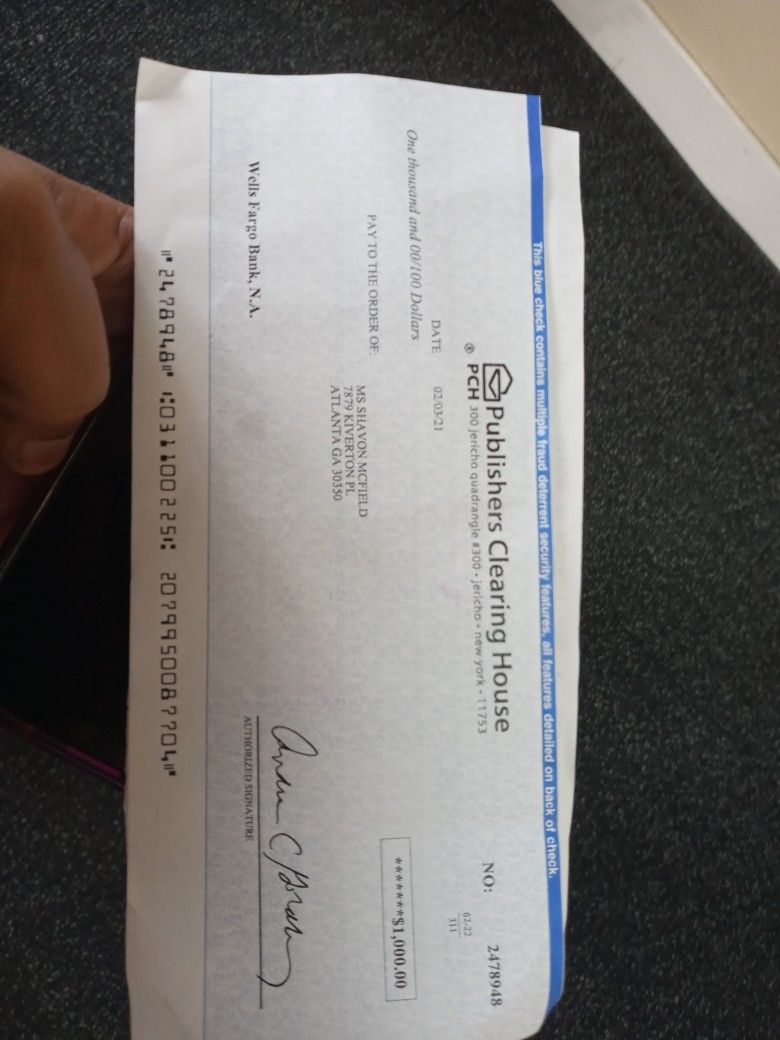 This blue check contains multiple fraud deterrent security features, all features detailed on back of check.
Publishers Clearing House
® PCH 300 jericho quadrangle #300 • jericho • new york • 11753
NO: 2478948
62-22
311
DATE 02/03/21
One thousand and 00/100 Dollars
*******$1,000.00
PAY TO THE ORDER OF:
MS SHAVON MCFIELD
7879 KIVERTON PL
ATLANTA GA 30350
Wells Fargo Bank, N.A.
AUTHORIZED SIGNATURE
⑈2478948⑈ ⑆031100225⑆ 2079950087704⑈